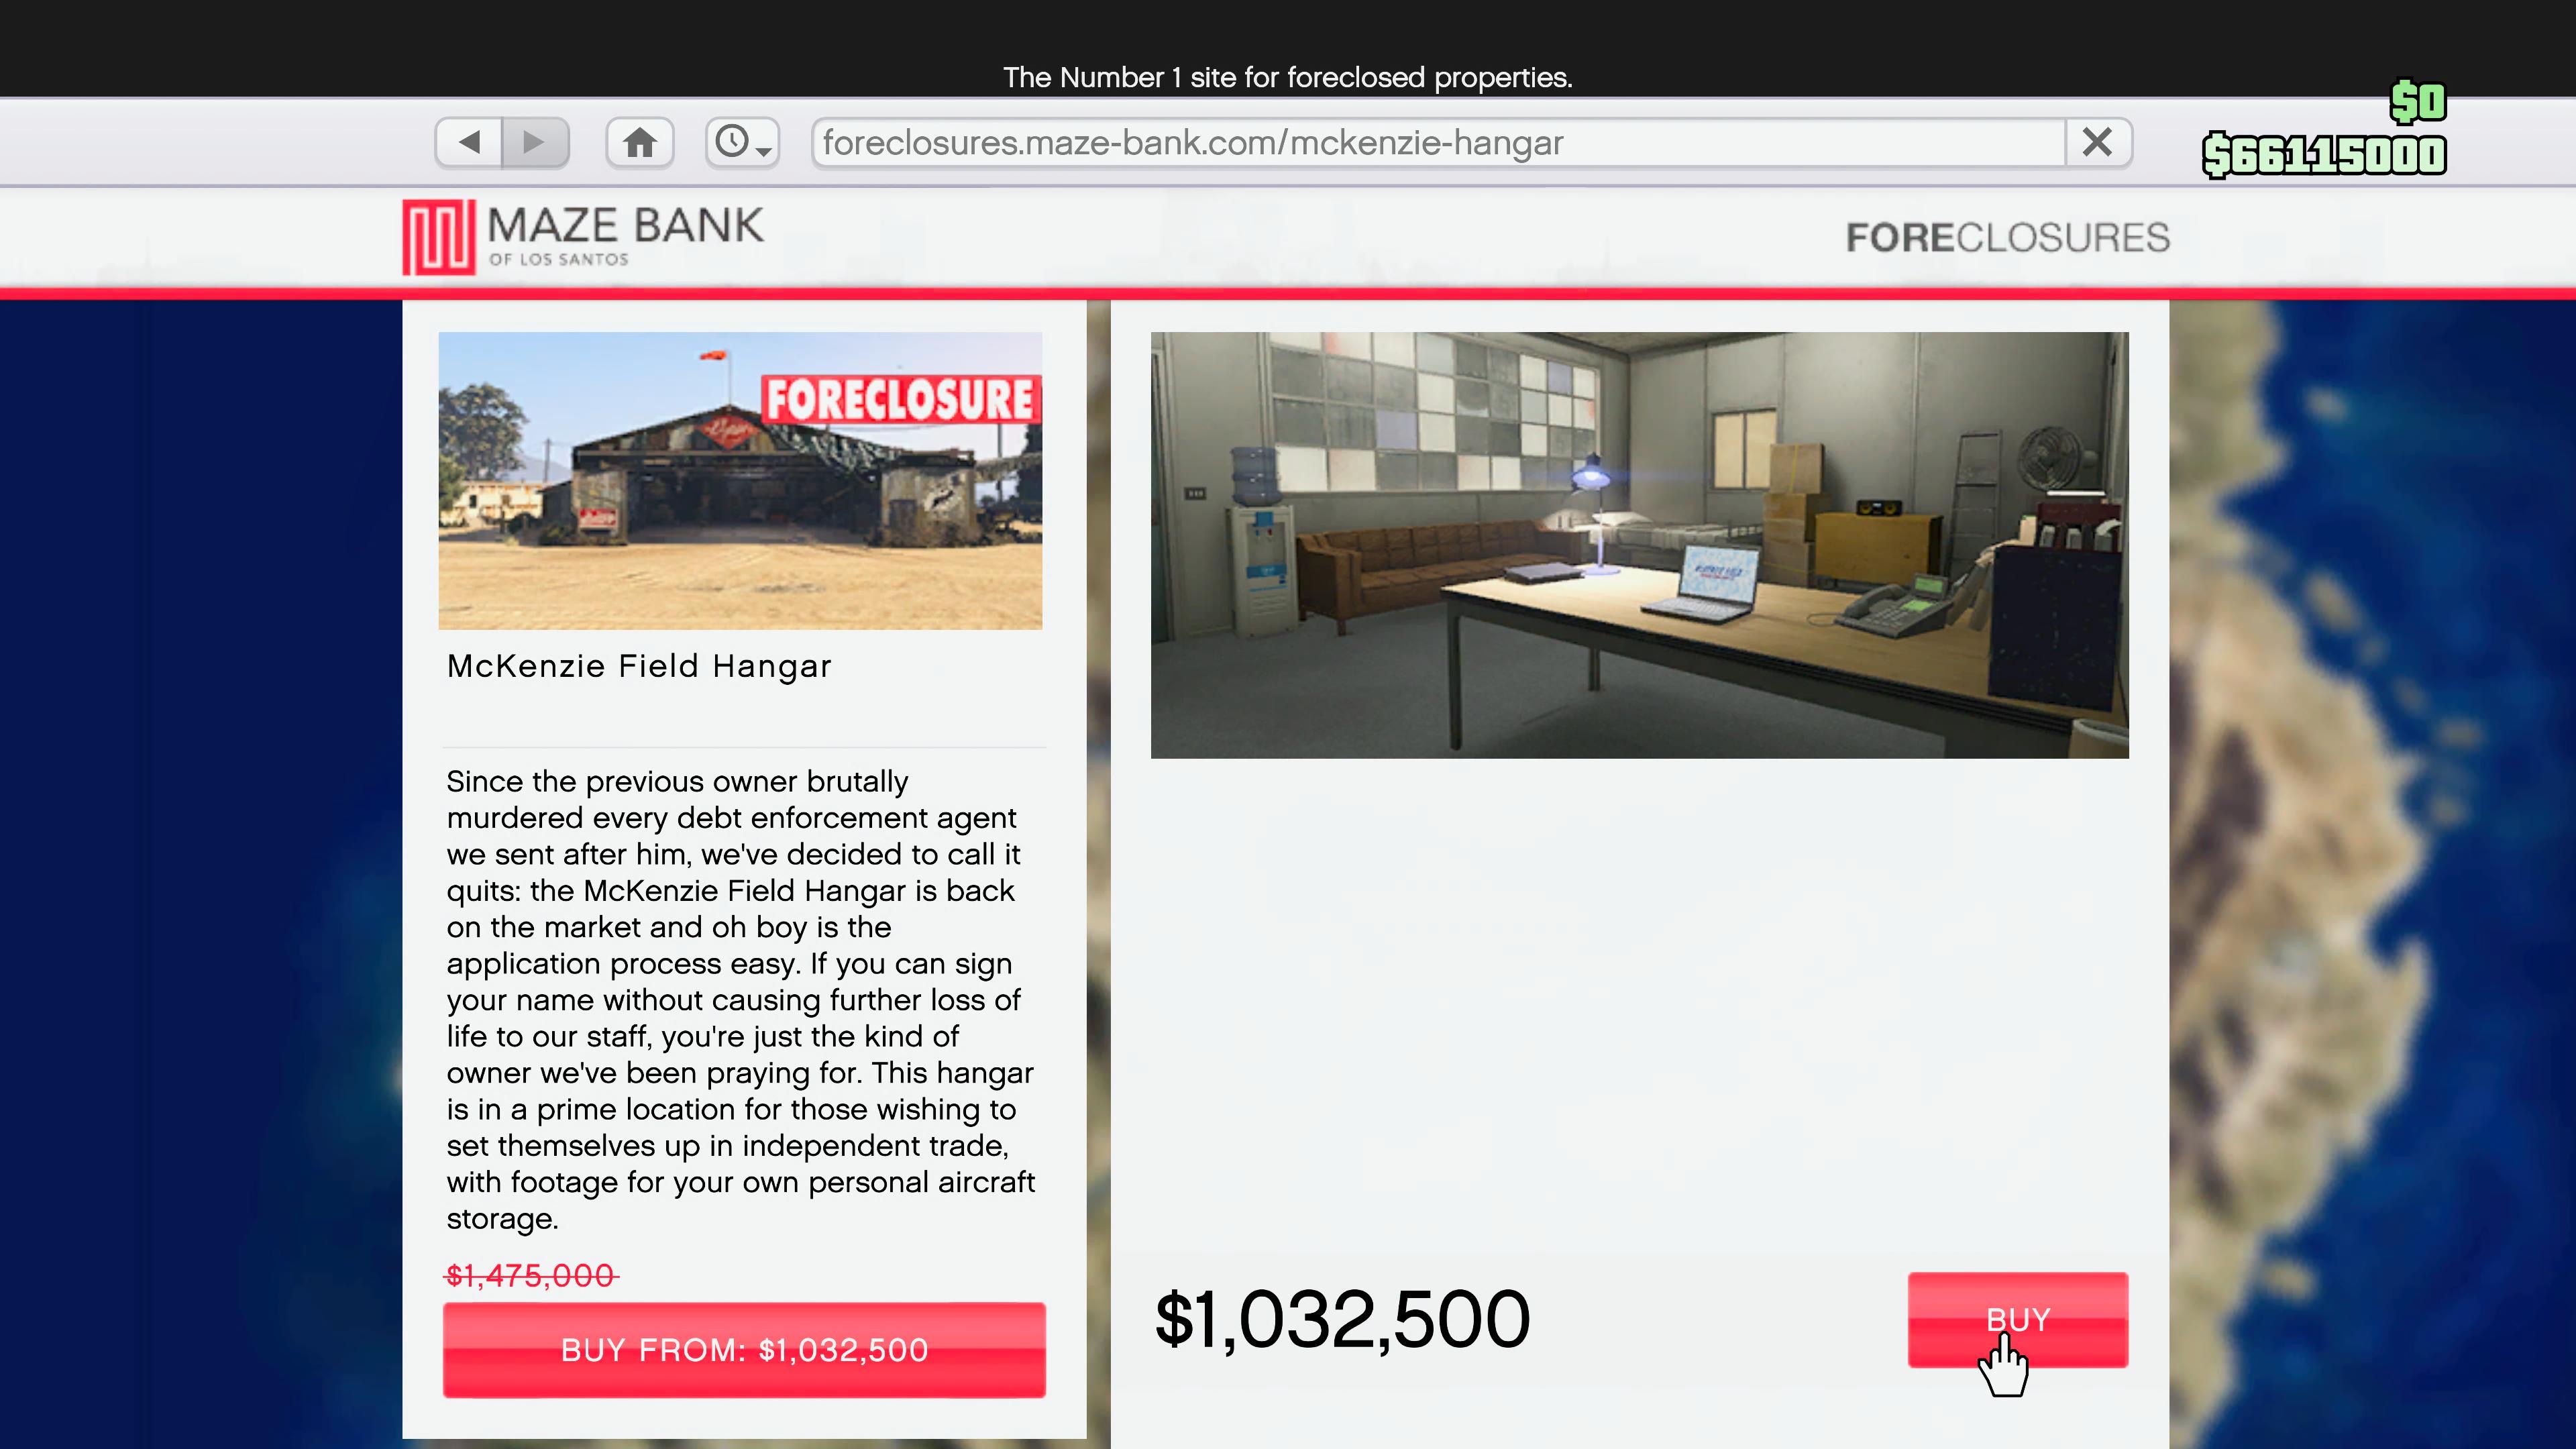 The Number 1 site for foreclosed properties.
$0
foreclosures.maze-bank.com/mckenzie-hangar
$66115000
MAZE BANK
OF LOS SANTOS
FORECLOSURES
FORECLOSURE
McKenzie Field Hangar
Since the previous owner brutally
murdered every debt enforcement agent
we sent after him, we've decided to call it
quits: the McKenzie Field Hangar is back
on the market and oh boy is the
application process easy. If you can sign
your name without causing further loss of
life to our staff, you're just the kind of
owner we've been praying for. This hangar
is in a prime location for those wishing to
set themselves up in independent trade,
with footage for your own personal aircraft
storage.
$1,475,000
BUY FROM: $1,032,500
$1,032,500
BUY